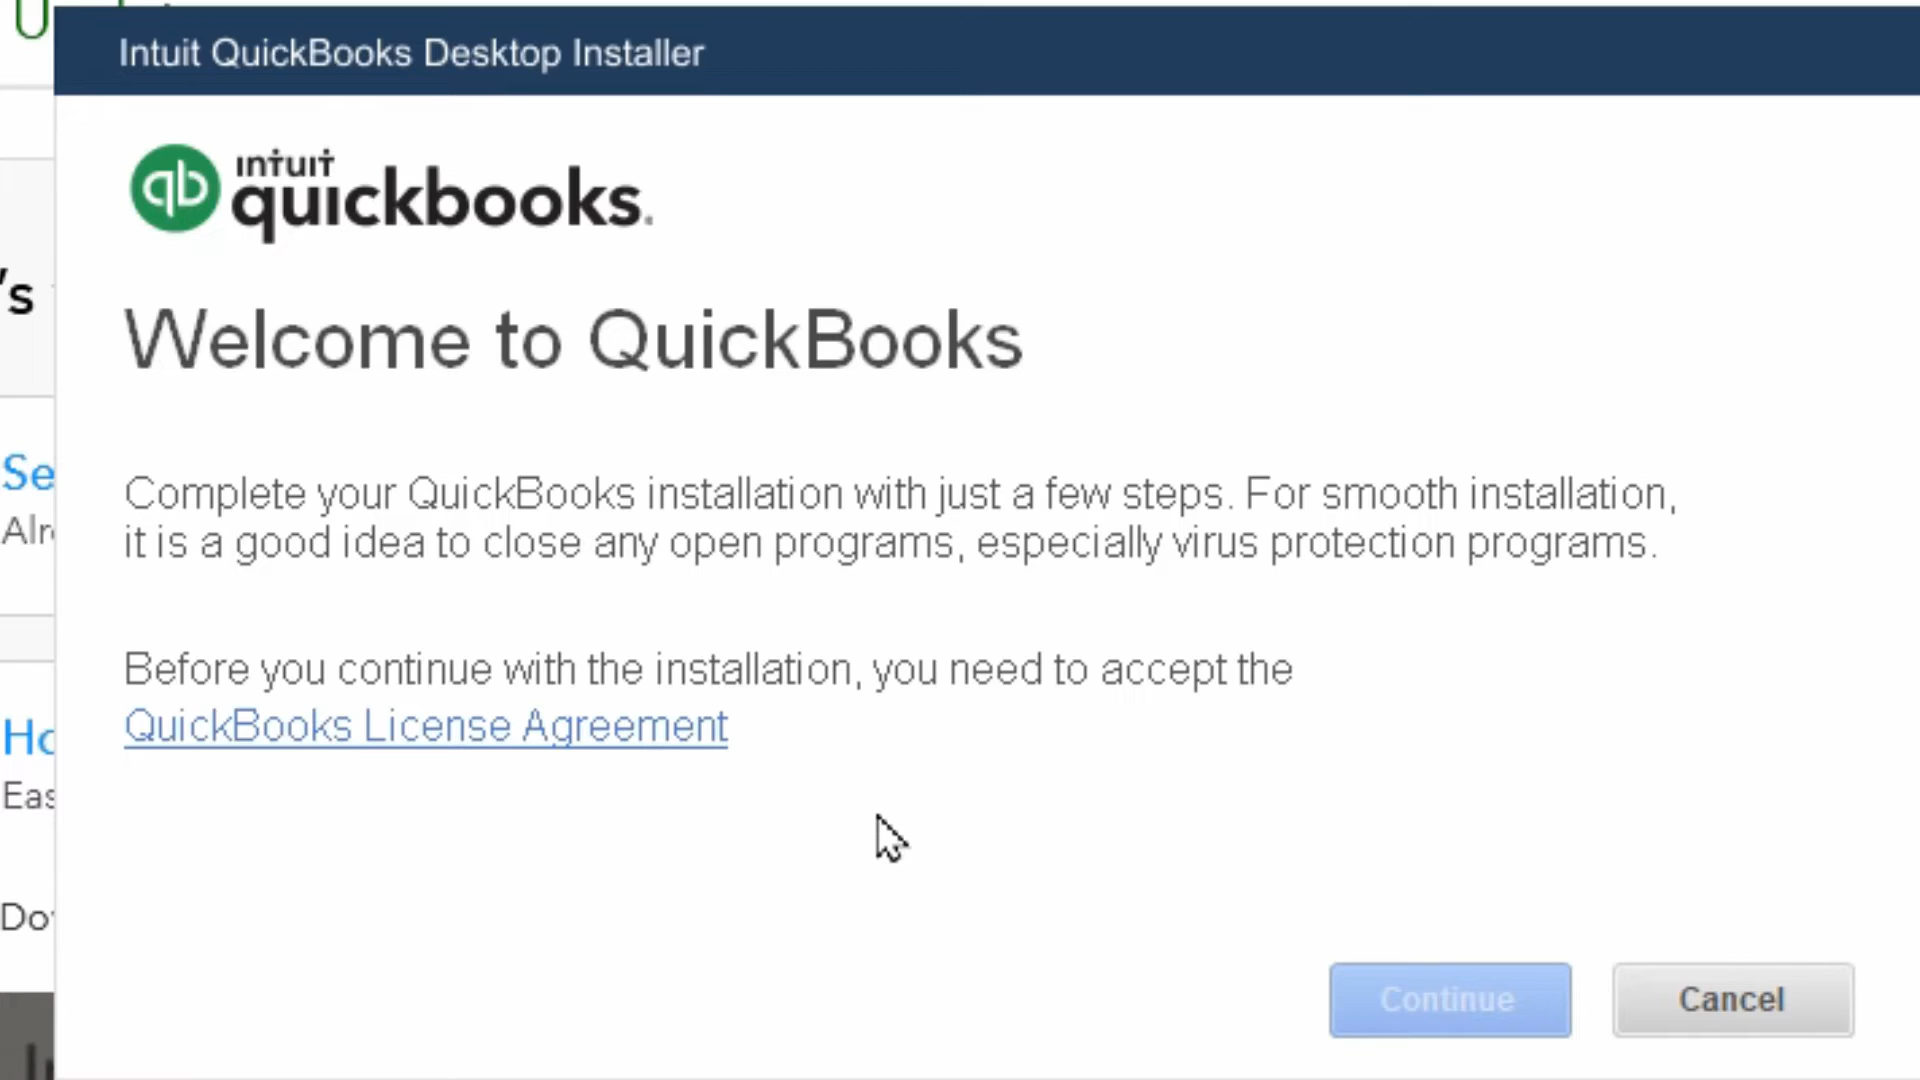 Intuit QuickBooks Desktop Installer
qb
intuit
quickbooks.
Welcome to QuickBooks
's
Complete your QuickBooks installation with just a few steps. For smooth installation,
it is a good idea to close any open programs, especially virus protection programs.
Before you continue with the installation, you need to accept the
QuickBooks License Agreement
Continue
Cancel